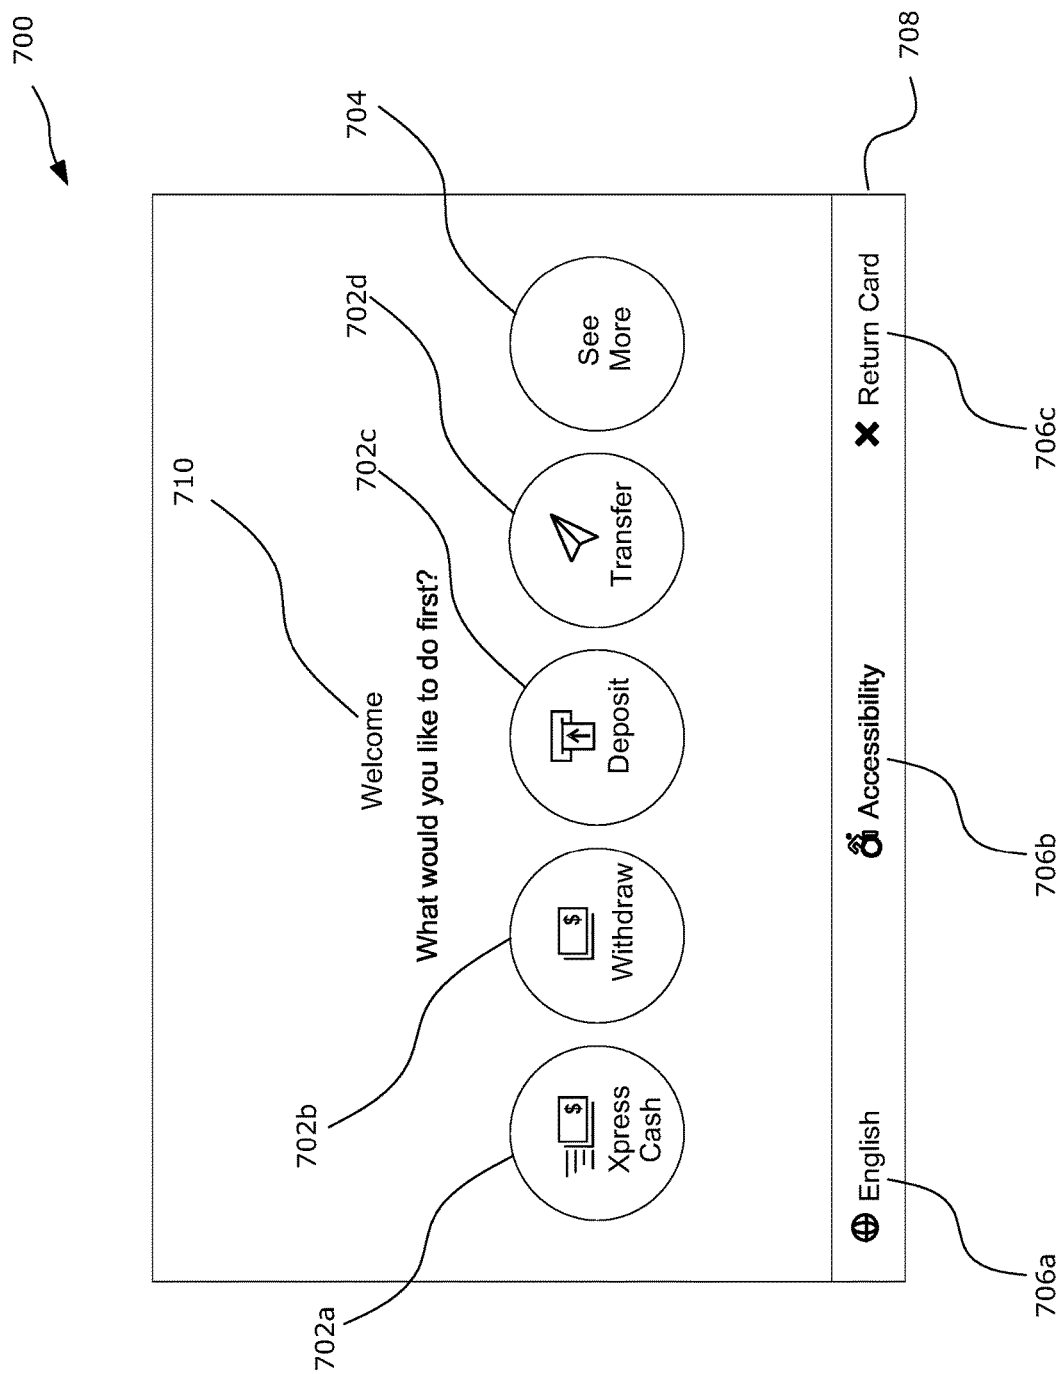 700
710
Welcome
What would you like to do first?
702a
702b
702c
702d
704
Xpress
Cash
$
Withdraw
$
Deposit
Transfer
See
More
English
Accessibility
Return Card
708
706a
706b
706c